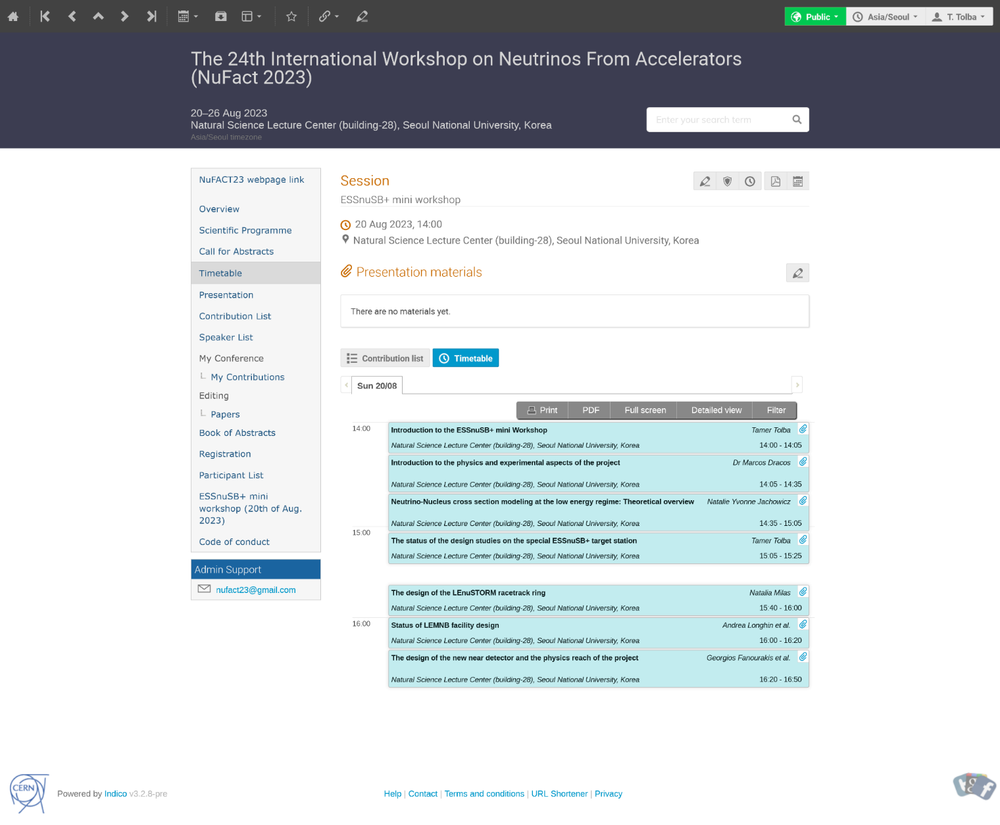 Public
Asia/Seoul
T. Tolba
The 24th International Workshop on Neutrinos From Accelerators
(NuFact 2023)
20–26 Aug 2023
Natural Science Lecture Center (building-28), Seoul National University, Korea
Asia/Seoul timezone
Enter your search term
NuFACT23 webpage link
Overview
Scientific Programme
Call for Abstracts
Timetable
Presentation
Contribution List
Speaker List
My Conference
My Contributions
Editing
Papers
Book of Abstracts
Registration
Participant List
ESSnuSB+ mini
workshop (20th of Aug.
2023)
Code of conduct
Admin Support
nufact23@gmail.com
Session
ESSnuSB+ mini workshop
20 Aug 2023, 14:00
Natural Science Lecture Center (building-28), Seoul National University, Korea
Presentation materials
There are no materials yet.
Contribution list
Timetable
Sun 20/08
Print PDF Full screen Detailed view Filter
14:00
Introduction to the ESSnuSB+ mini Workshop Tamer Tolba
Natural Science Lecture Center (building-28), Seoul National University, Korea 14:00 - 14:05
Introduction to the physics and experimental aspects of the project Dr Marcos Dracos
Natural Science Lecture Center (building-28), Seoul National University, Korea 14:05 - 14:35
Neutrino-Nucleus cross section modeling at the low energy regime: Theoretical overview Natalie Yvonne Jachowicz
Natural Science Lecture Center (building-28), Seoul National University, Korea 14:35 - 15:05
15:00
The status of the design studies on the special ESSnuSB+ target station Tamer Tolba
Natural Science Lecture Center (building-28), Seoul National University, Korea 15:05 - 15:25
The design of the LEnuSTORM racetrack ring Natalia Milas
Natural Science Lecture Center (building-28), Seoul National University, Korea 15:40 - 16:00
16:00
Status of LEMNB facility design Andrea Longhin et al.
Natural Science Lecture Center (building-28), Seoul National University, Korea 16:00 - 16:20
The design of the new near detector and the physics reach of the project Georgios Fanourakis et al.
Natural Science Lecture Center (building-28), Seoul National University, Korea 16:20 - 16:50
CERN
Powered by Indico v3.2.8-pre
Help | Contact | Terms and conditions | URL Shortener | Privacy